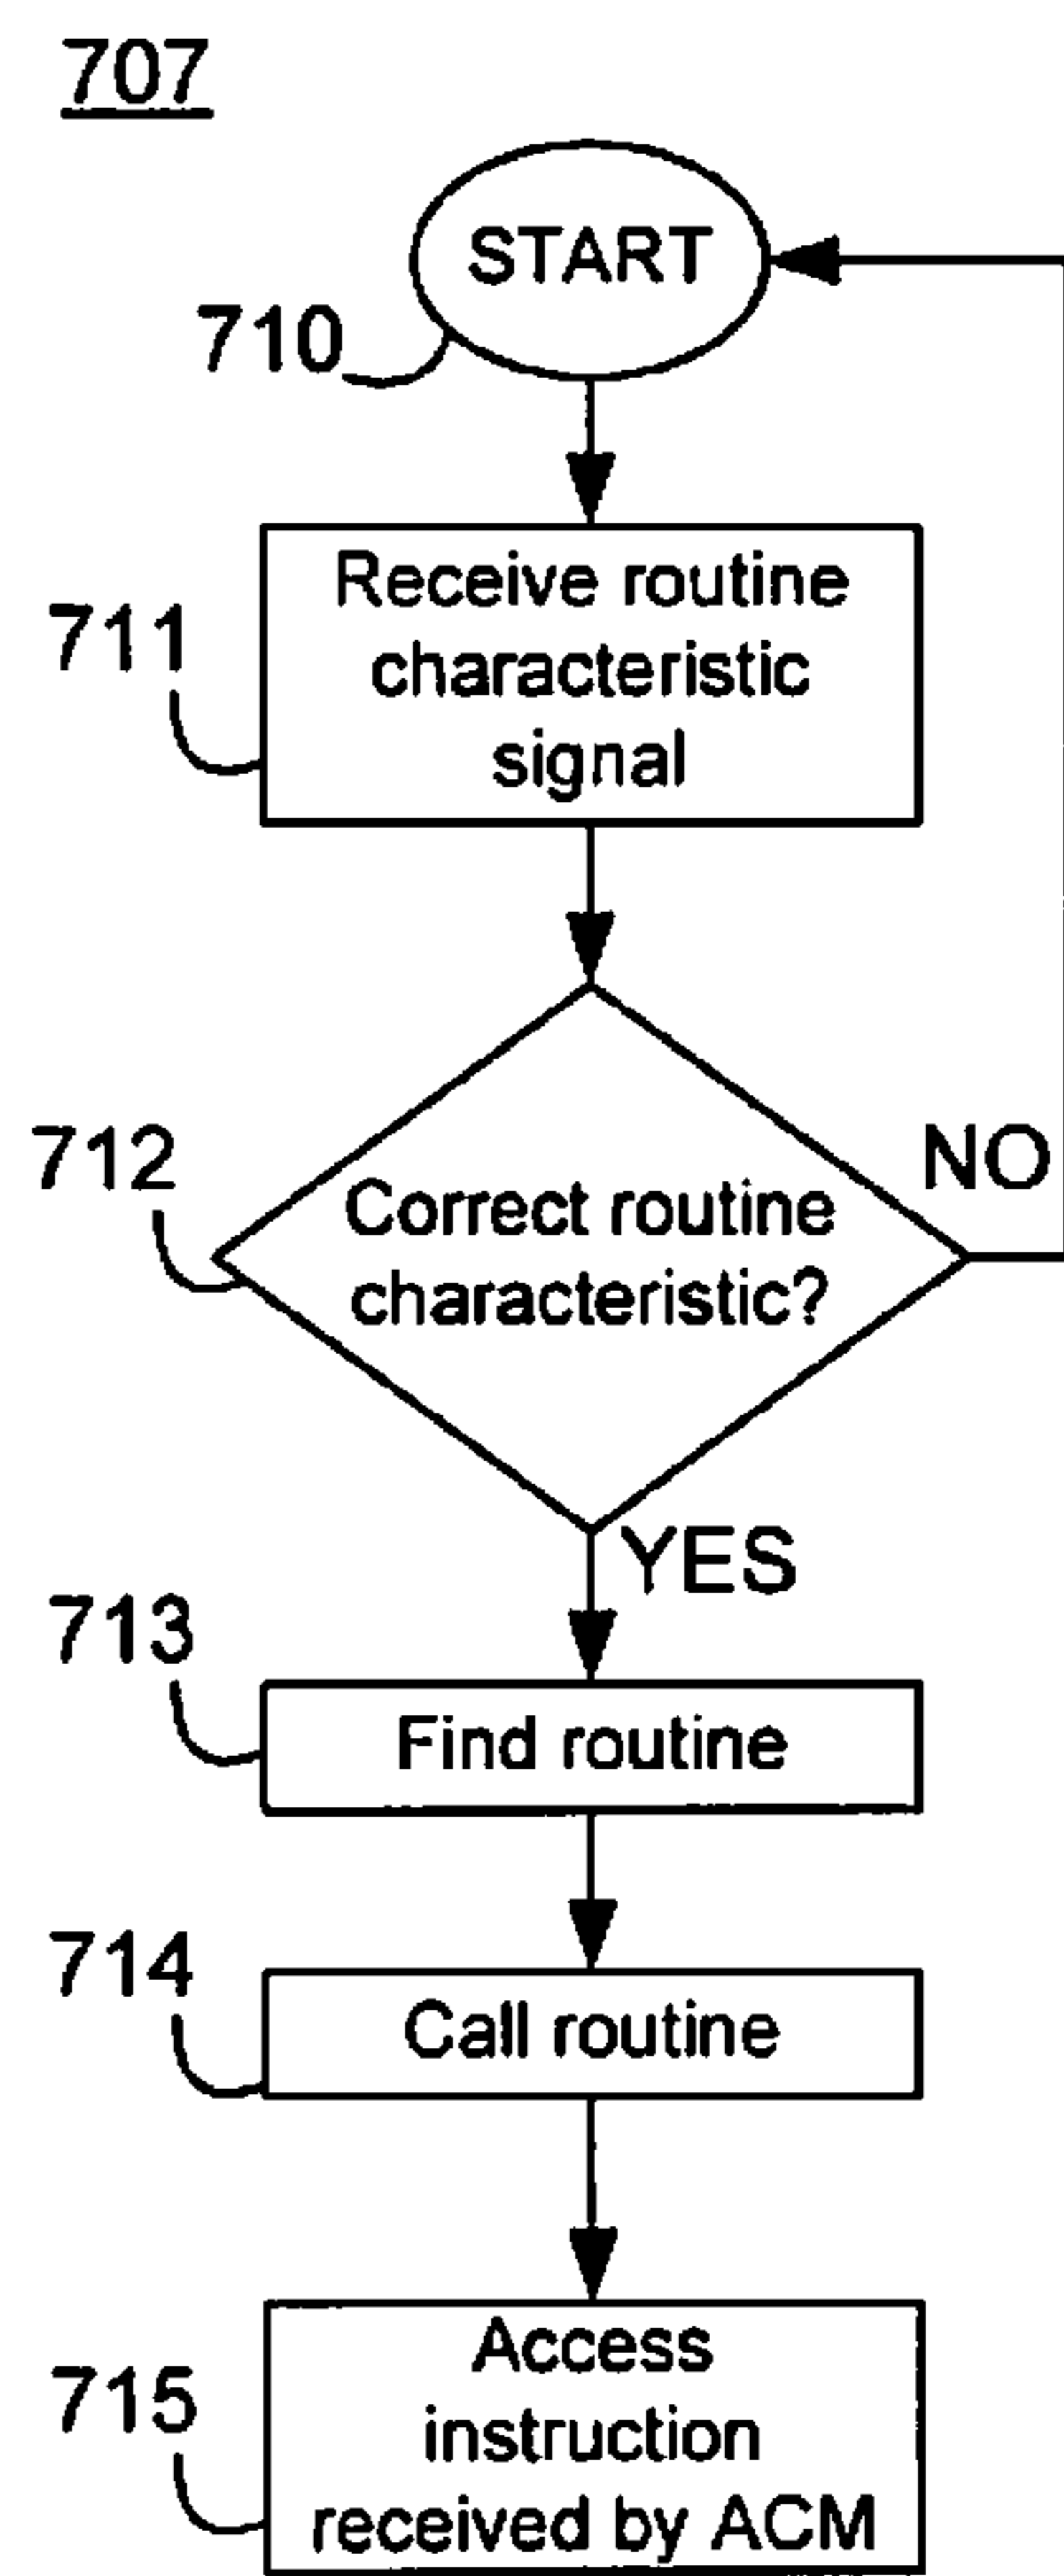 707
START
710
Receive routine
characteristic
signal
711
712
Correct routine
characteristic?
NO
YES
713
Find routine
714
Call routine
Access
instruction
received by ACM
715